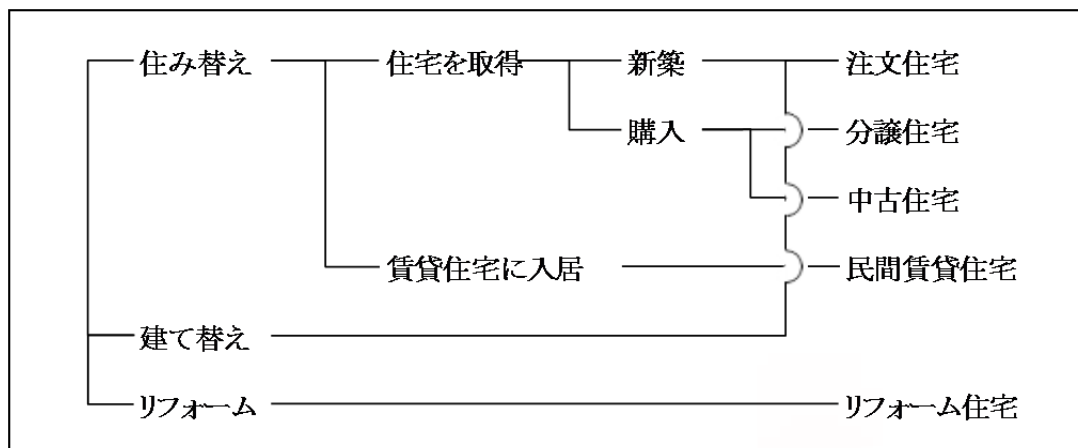 住み替え 住宅を取得 新築 注文住宅
購入 分譲住宅
中古住宅
賃貸住宅に入居 民間賃貸住宅
建て替え
リフォーム リフォーム住宅